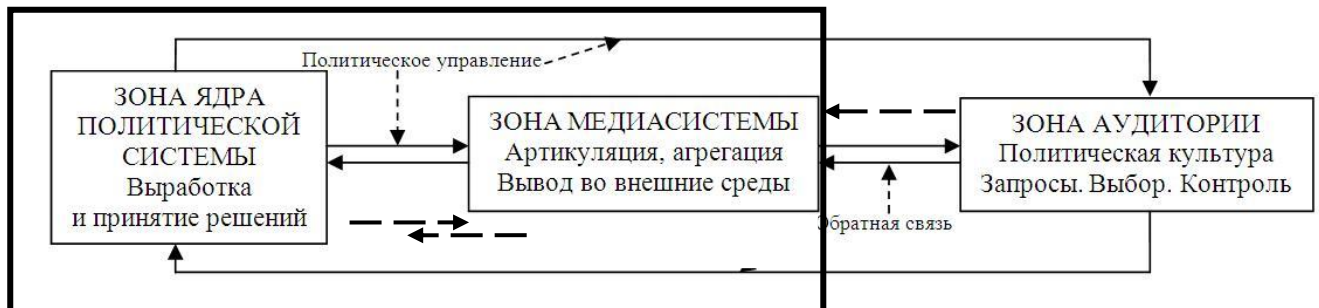 Политическое управление
ЗОНА ЯДРА
ПОЛИТИЧЕСКОЙ
СИСТЕМЫ
Выработка
и принятие решений
ЗОНА МЕДИАСИСТЕМЫ
Артикуляция, агрегация
Вывод во внешние среды
ЗОНА АУДИТОРИИ
Политическая культура
Запросы. Выбор. Контроль
Обратная связь